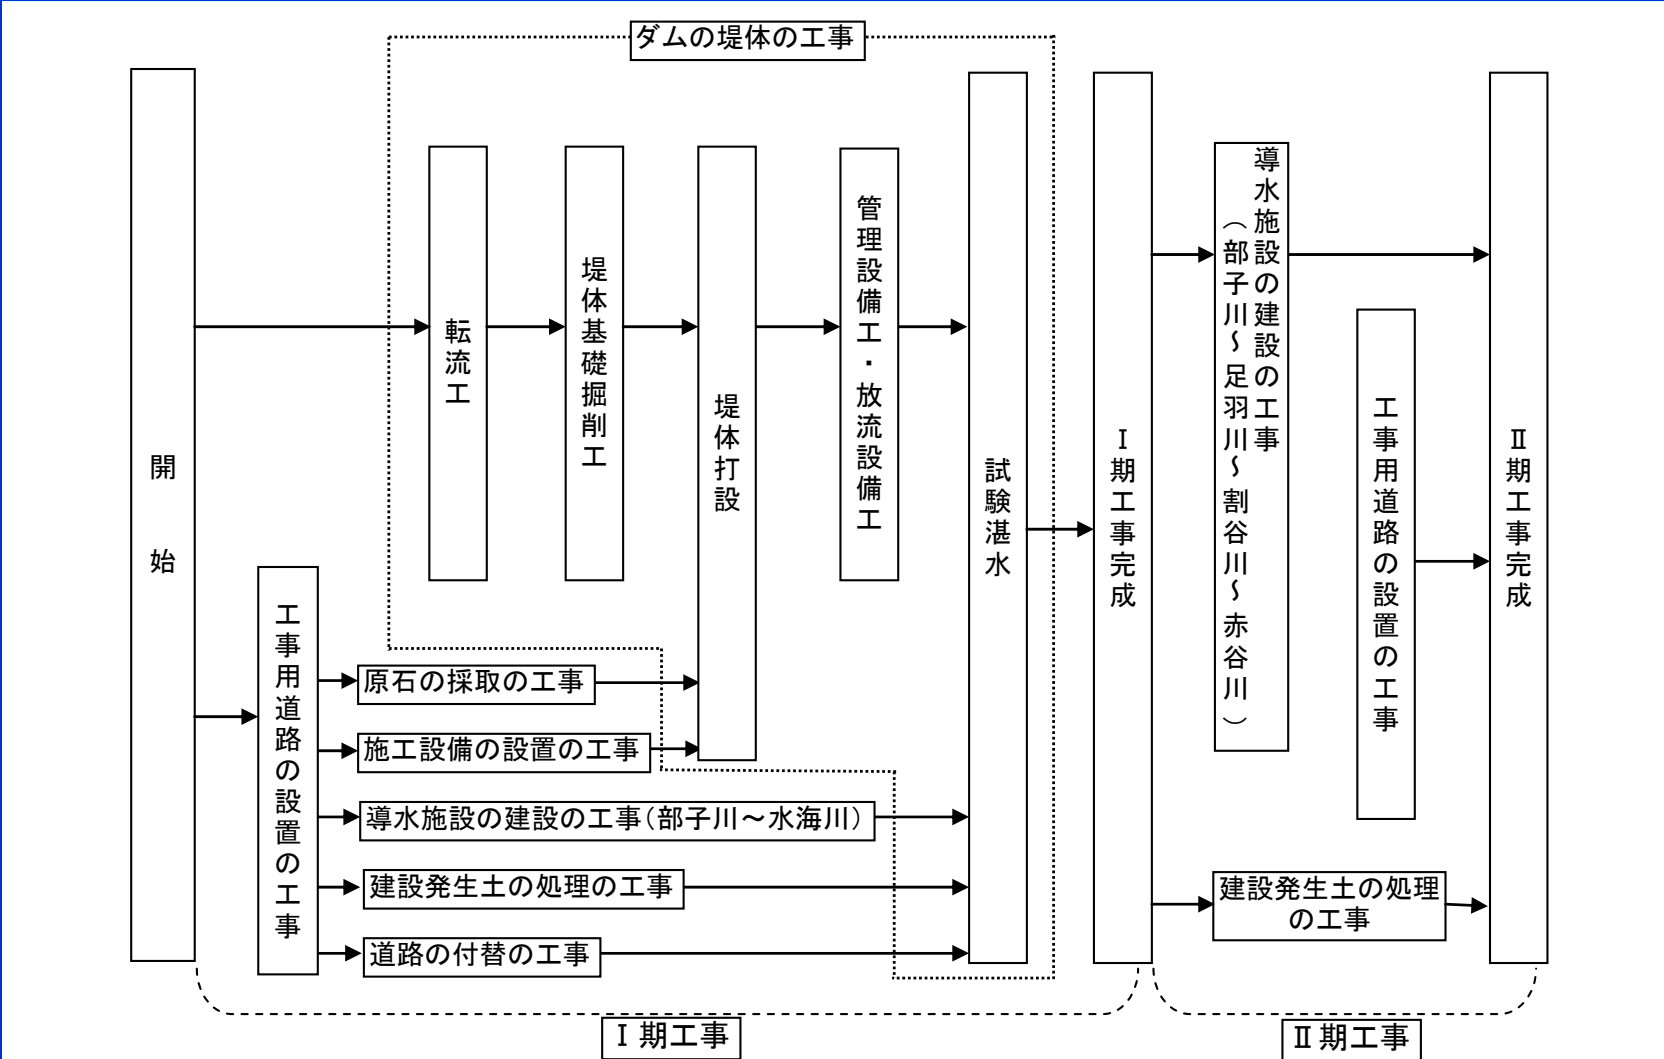 ダムの堤体の工事
開始
工事用道路の設置の工事
転流工
堤体基礎掘削工
堤体打設
管理設備工・放流設備工
試験湛水
原石の採取の工事
施工設備の設置の工事
導水施設の建設の工事(部子川～水海川)
建設発生土の処理の工事
道路の付替の工事
Ⅰ期工事完成
導水施設の建設の工事
(部子川～足羽川～割谷川～赤谷川)
工事用道路の設置の工事
建設発生土の処理
の工事
Ⅱ期工事完成
Ⅰ期工事
Ⅱ期工事